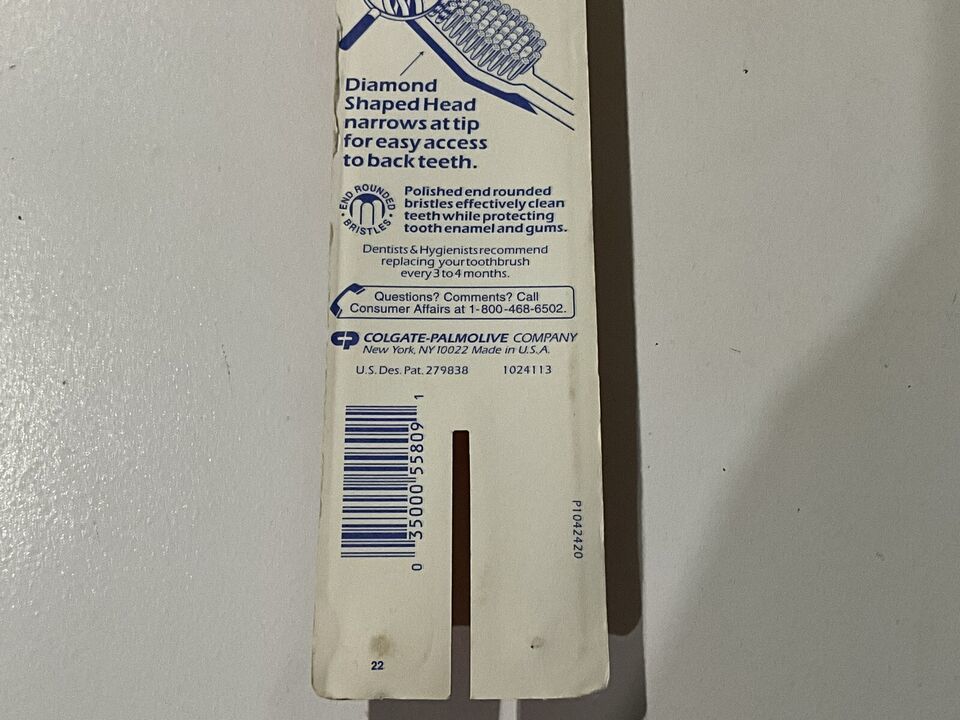 Diamond
Shaped Head
narrows at tip
for easy access
to back teeth.
END ROUNDED
BRISTLES
Polished end rounded
bristles effectively clean
teeth while protecting
tooth enamel and gums.
Dentists & Hygienists recommend
replacing your toothbrush
every 3 to 4 months.
Questions? Comments? Call
Consumer Affairs at 1-800-468-6502.
CP COLGATE-PALMOLIVE COMPANY
New York, NY 10022 Made in U.S.A.
U.S. Des. Pat. 279838 1024113
0 35000 55809 1
P1042420
22